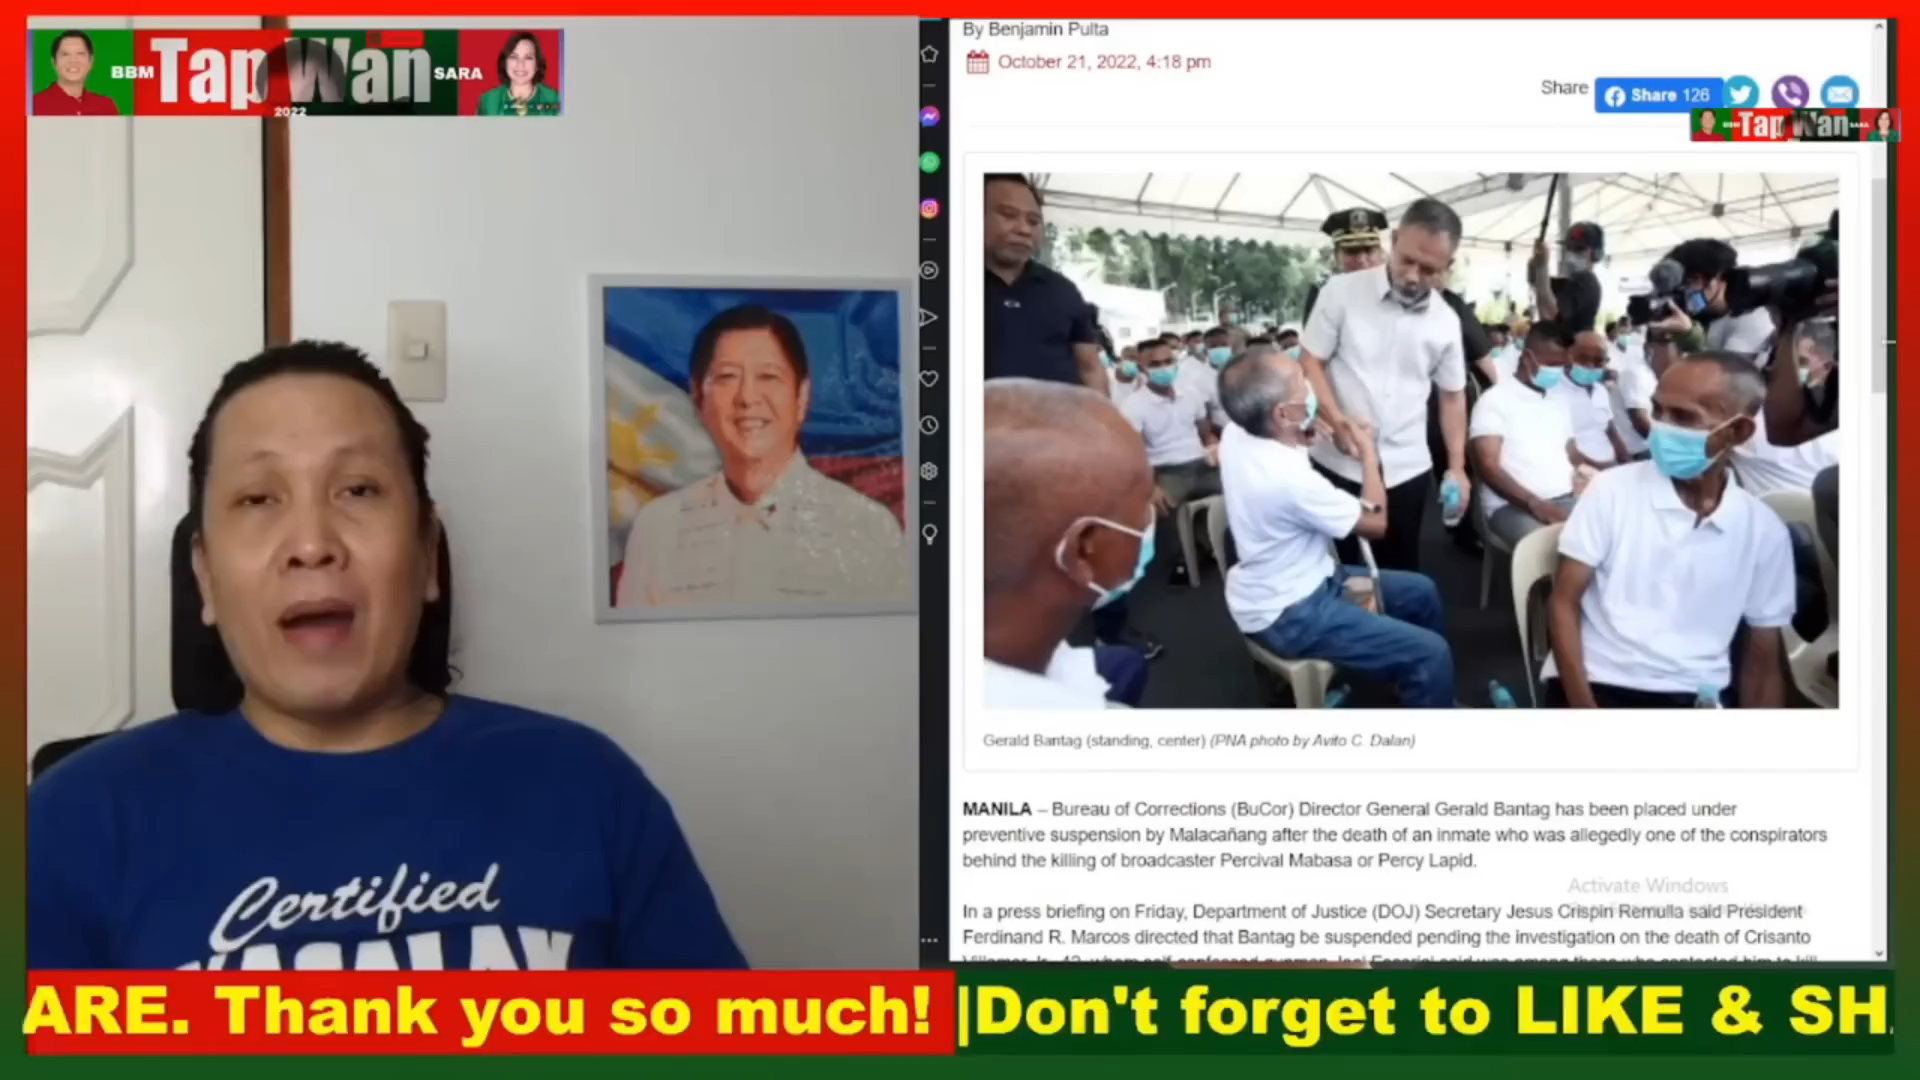 BBM Tap Wan SARA
2022
By Benjamin Pulta
October 21, 2022, 4:18 pm
Share
Share 126
Tap Wan
Gerald Bantag (standing, center) (PNA photo by Avito C. Dalan)
MANILA – Bureau of Corrections (BuCor) Director General Gerald Bantag has been placed under
preventive suspension by Malacañang after the death of an inmate who was allegedly one of the conspirators
behind the killing of broadcaster Percival Mabasa or Percy Lapid.
Activate Windows
In a press briefing on Friday, Department of Justice (DOJ) Secretary Jesus Crispin Remulla said President
Ferdinand R. Marcos directed that Bantag be suspended pending the investigation on the death of Crisanto
Certified
ARE. Thank you so much! |Don't forget to LIKE & SH